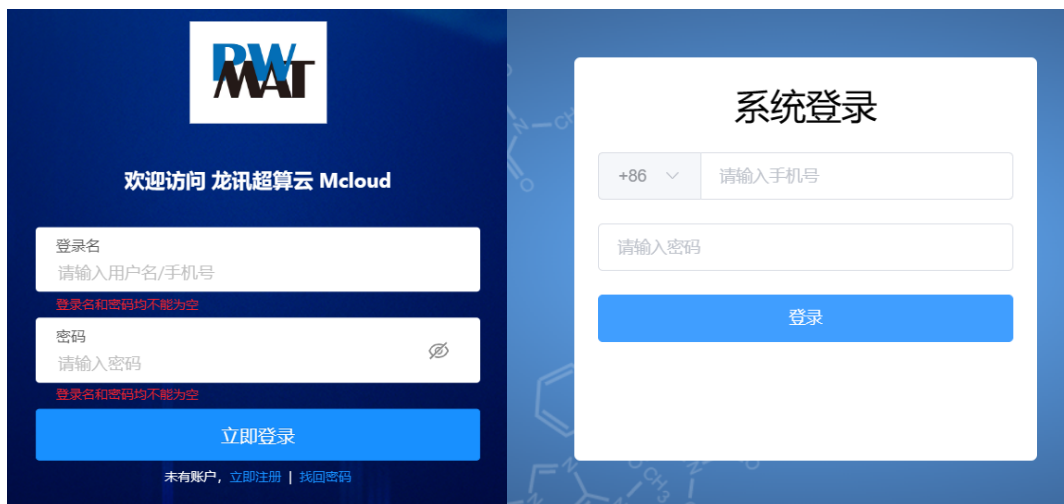 PW
MAT
欢迎访问 龙讯超算云 Mcloud
登录名
请输入用户名/手机号
登录名和密码均不能为空
密码
请输入密码
登录名和密码均不能为空
立即登录
未有账户，立即注册 | 找回密码
系统登录
+86 请输入手机号
请输入密码
登录
N
CH
O
N
OCH3
N